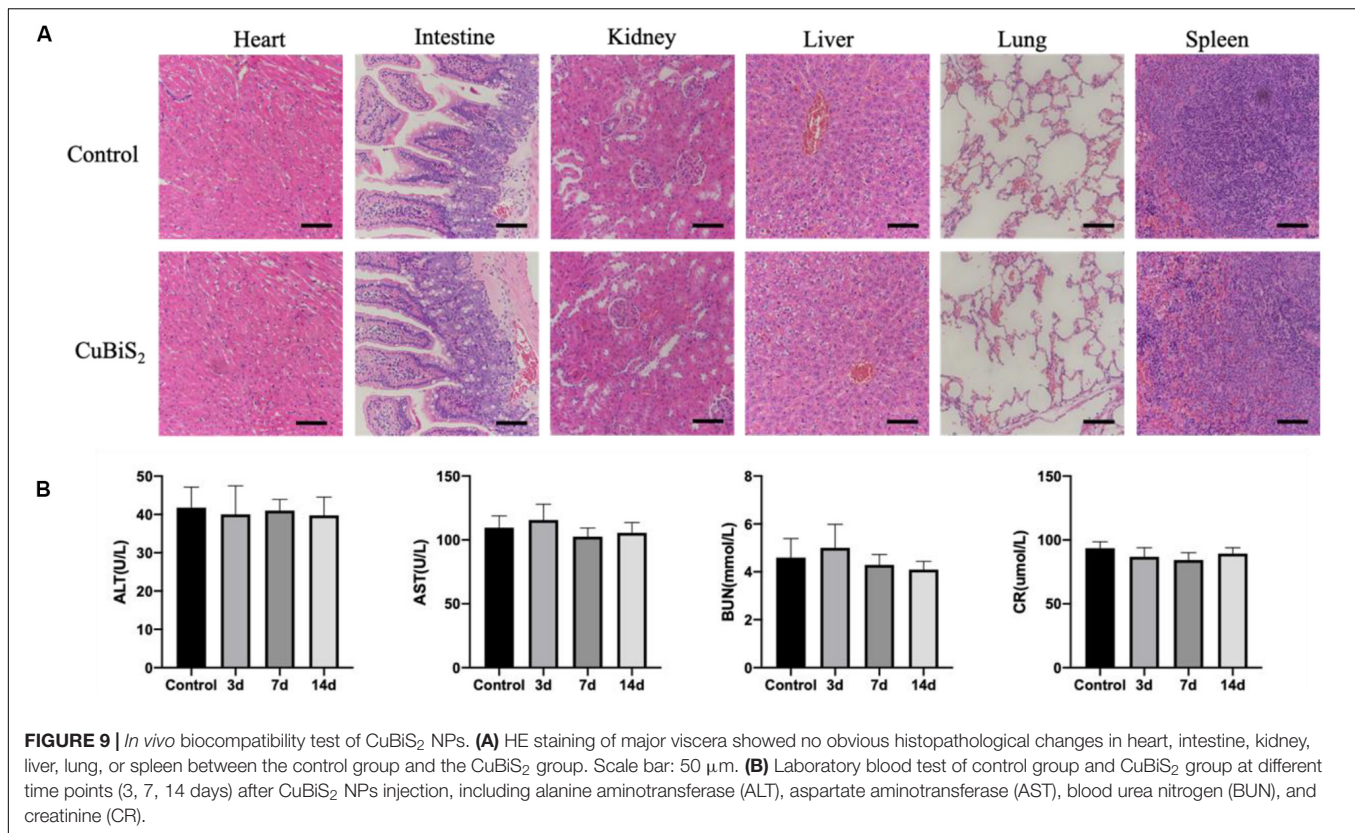 A
Heart Intestine Kidney Liver Lung Spleen
Control
CuBiS₂
B
50 40 30 20 10 0
ALT(U/L)
Control 3d 7d 14d
150 100 50 0
AST(U/L)
Control 3d 7d 14d
8 6 4 2 0
BUN(mmol/L)
Control 3d 7d 14d
150 100 50 0
CR(umol/L)
Control 3d 7d 14d
FIGURE 9 | In vivo biocompatibility test of CuBiS₂ NPs. (A) HE staining of major viscera showed no obvious histopathological changes in heart, intestine, kidney,
liver, lung, or spleen between the control group and the CuBiS₂ group. Scale bar: 50 μm. (B) Laboratory blood test of control group and CuBiS₂ group at different
time points (3, 7, 14 days) after CuBiS₂ NPs injection, including alanine aminotransferase (ALT), aspartate aminotransferase (AST), blood urea nitrogen (BUN), and
creatinine (CR).